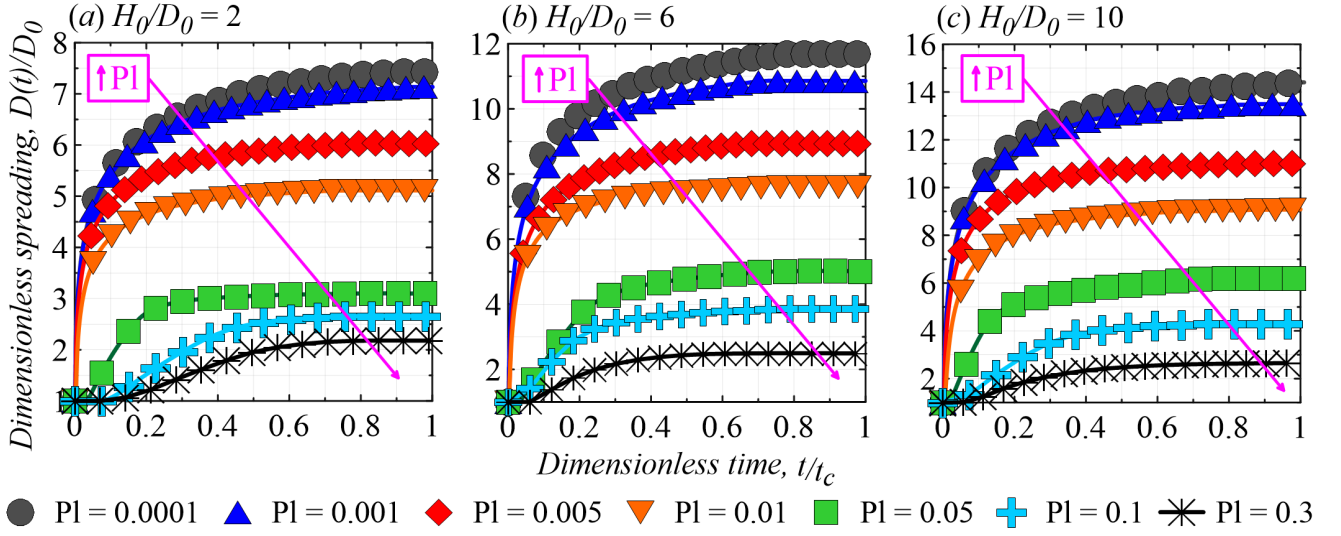 (a) H0/D0 = 2
(b) H0/D0 = 6
(c) H0/D0 = 10
Dimensionless spreading, D(t)/D0
8
7
6
5
4
3
2
↑Pl
0 0.2 0.4 0.6 0.8 1
12
10
8
6
4
2
↑Pl
0 0.2 0.4 0.6 0.8 1
16
14
12
10
8
6
4
2
↑Pl
0 0.2 0.4 0.6 0.8 1
Dimensionless time, t/tc
Pl = 0.0001 Pl = 0.001 Pl = 0.005 Pl = 0.01 Pl = 0.05 Pl = 0.1 Pl = 0.3